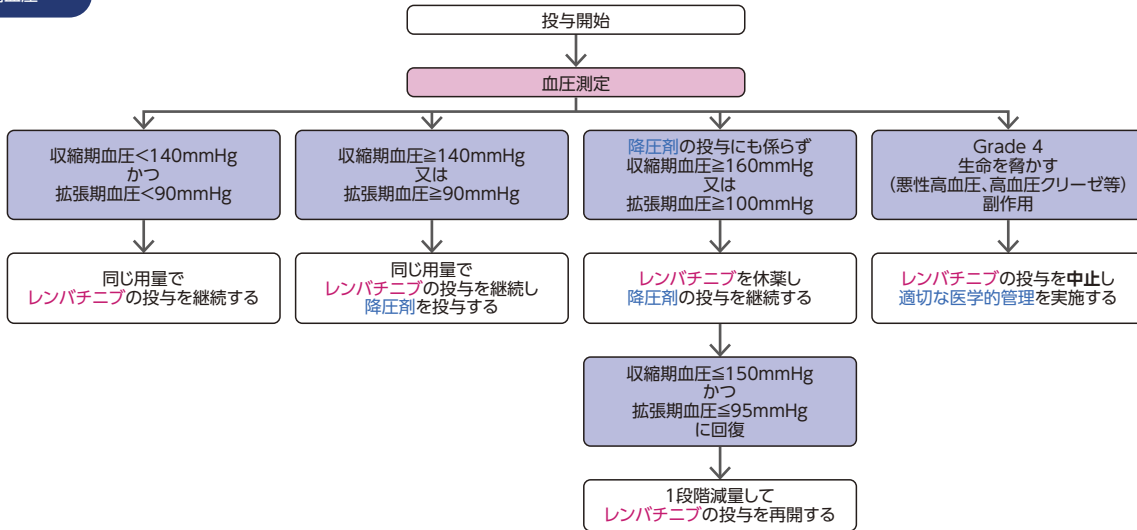 投与開始
血圧測定
収縮期血圧<140mmHg
かつ
拡張期血圧<90mmHg
収縮期血圧≧140mmHg
又は
拡張期血圧≧90mmHg
降圧剤の投与にも係らず
収縮期血圧≧160mmHg
又は
拡張期血圧≧100mmHg
Grade 4
生命を脅かす
(悪性高血圧、高血圧クリーゼ等)
副作用
同じ用量で
レンバチニブの投与を継続する
同じ用量で
レンバチニブの投与を継続し
降圧剤を投与する
レンバチニブを休薬し
降圧剤の投与を継続する
レンバチニブの投与を中止し
適切な医学的管理を実施する
収縮期血圧≦150mmHg
かつ
拡張期血圧≦95mmHg
に回復
1段階減量して
レンバチニブの投与を再開する